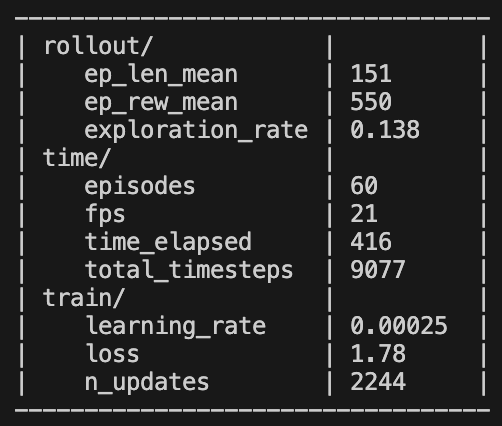 ----------------------------------
| rollout/            |          |
|    ep_len_mean      | 151      |
|    ep_rew_mean      | 550      |
|    exploration_rate | 0.138    |
| time/               |          |
|    episodes         | 60       |
|    fps              | 21       |
|    time_elapsed     | 416      |
|    total_timesteps  | 9077     |
| train/              |          |
|    learning_rate    | 0.00025  |
|    loss             | 1.78     |
|    n_updates        | 2244     |
----------------------------------